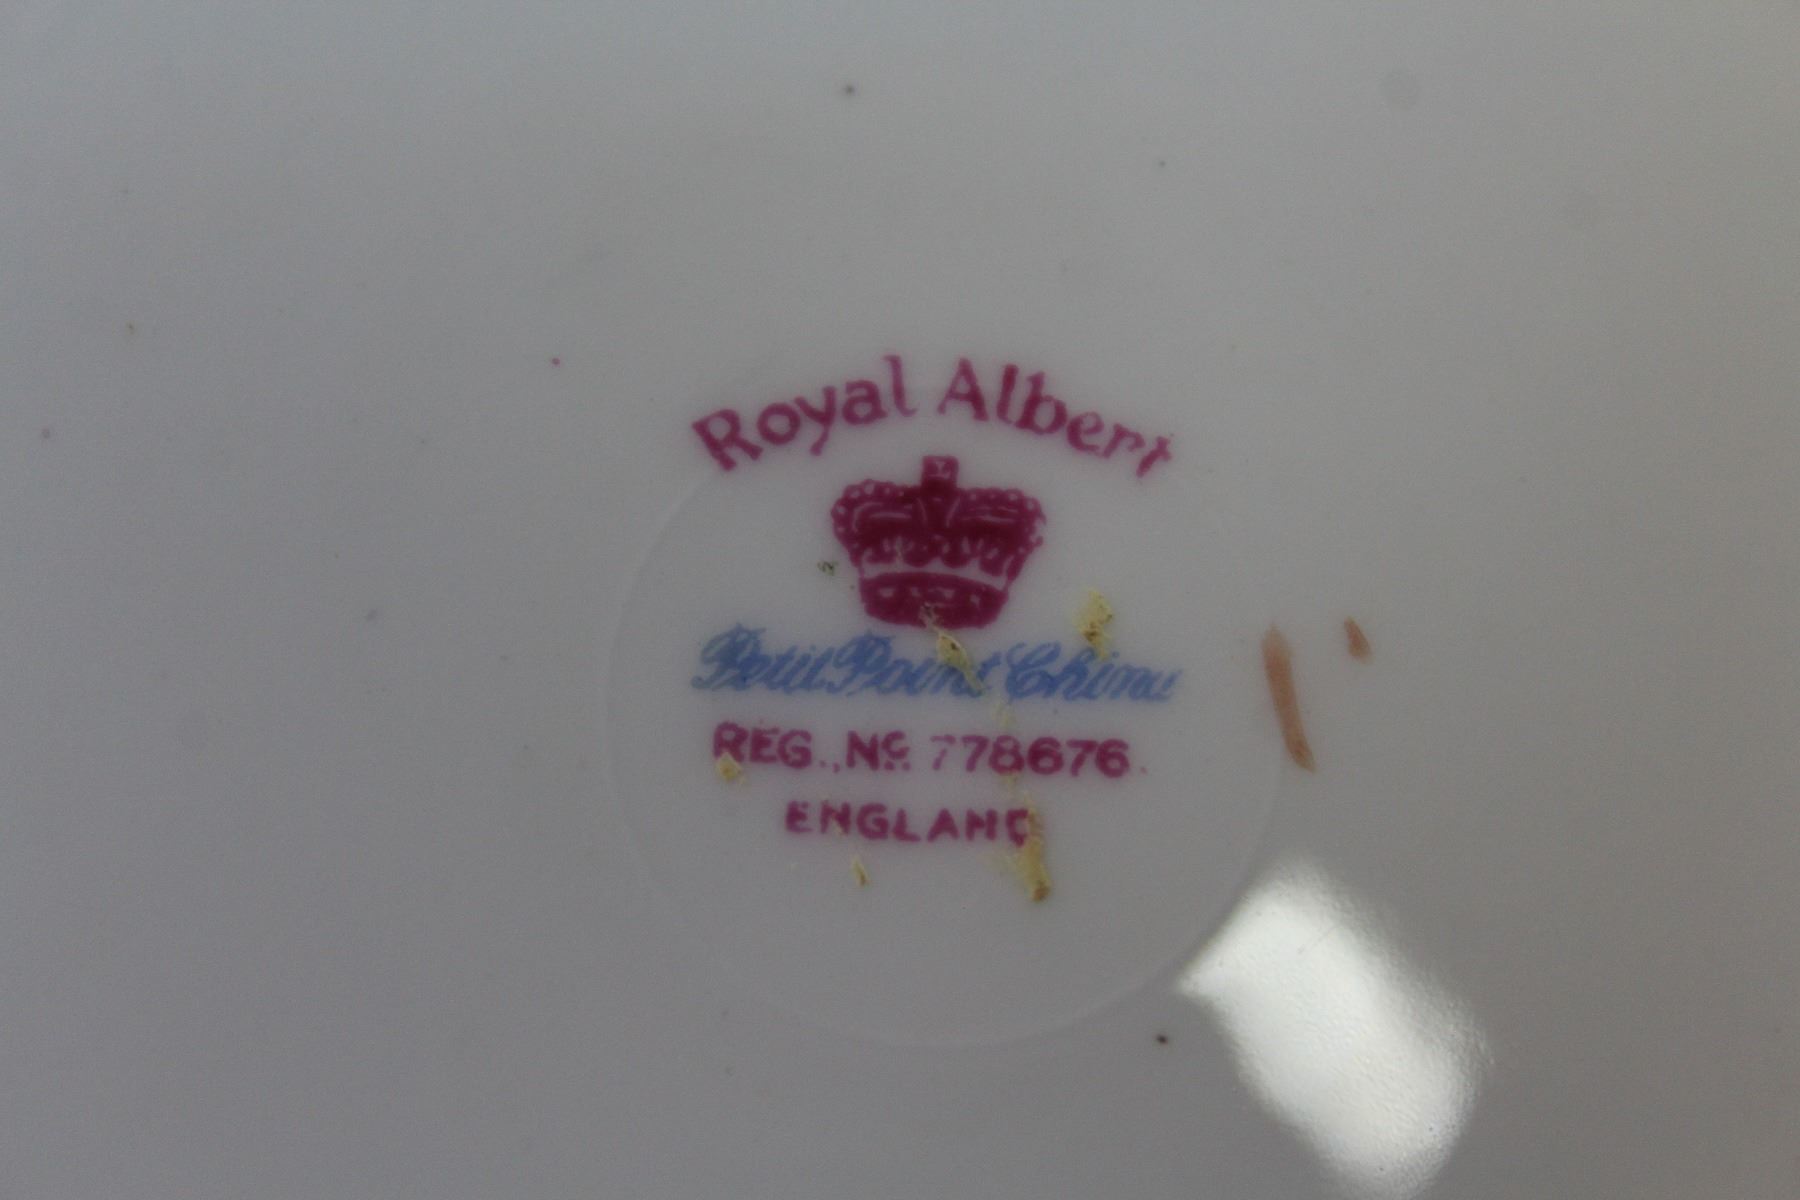 Royal Albert
Petit Point China
REG., No. 778676.
ENGLAND